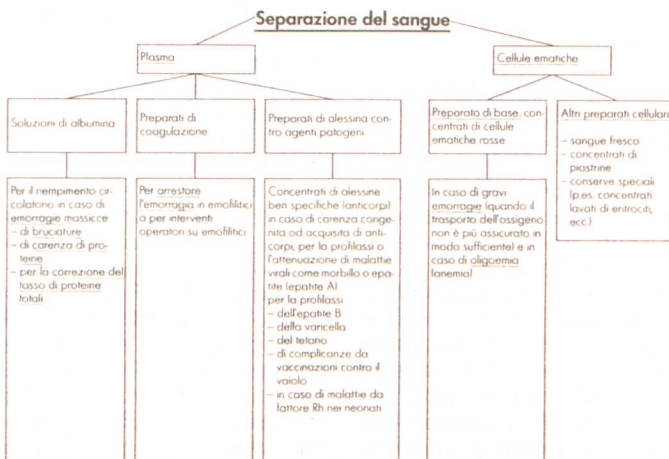 Separazione del sangue
Plasma
Cellule ematiche
Soluzioni di albumina
Preparati di
coagulazione
Preparati di alessina con
tro agenti patogeni
Preparato di base: con
centrati di cellule
ematiche rosse
Altri preparati cellulari
– sangue fresco
– concentrati di
piastrine
– conserve speciali
(p.es. concentrati
lavati di eritrociti,
ecc.)
Per il riempimento cir-
colatorio in caso di
emorragie massicce
– di bruciature
– di carenza di pro-
teine
– per la correzione del
tasso di proteine
totali
Per arrestare
l'emorragia in emofilitici
o per interventi
operatori su emofilitici
Concentrati di alessine
ben specifiche (anticorpi)
in caso di carenza conge-
nita od acquisita di anti-
corpi, per la profilassi o
l'attenuazione di malattie
virali come morbillo o epa-
tite (epatite A)
per la profilassi
– dell'epatite B
– della varicella
– del tetano
– di complicanze da
vaccinazioni contro il
vaiolo
– in caso di malattie da
fattore Rh nei neonati
In caso di gravi
emorragie (quando il
trasporto dell'ossigeno
non è più assicurato in
modo sufficiente) e in
caso di oligoemia
(anemia)